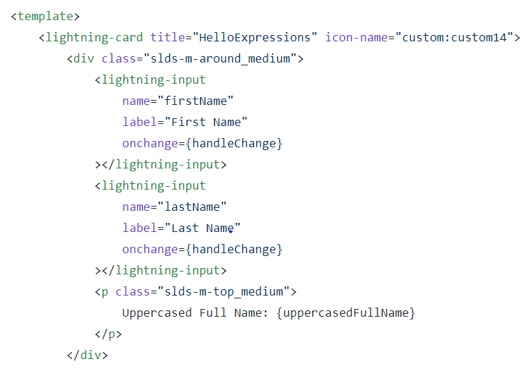 <template>
<lightning-card title="HelloExpressions" icon-name="custom:custom14">
<div class="slds-m-around_medium">
<lightning-input
name="firstName"
label="First Name"
onchange={handleChange}
></lightning-input>
<lightning-input
name="lastName"
label="Last Name"
onchange={handleChange}
></lightning-input>
<p class="slds-m-top_medium">
Uppercased Full Name: {uppercasedFullName}
</p>
</div>